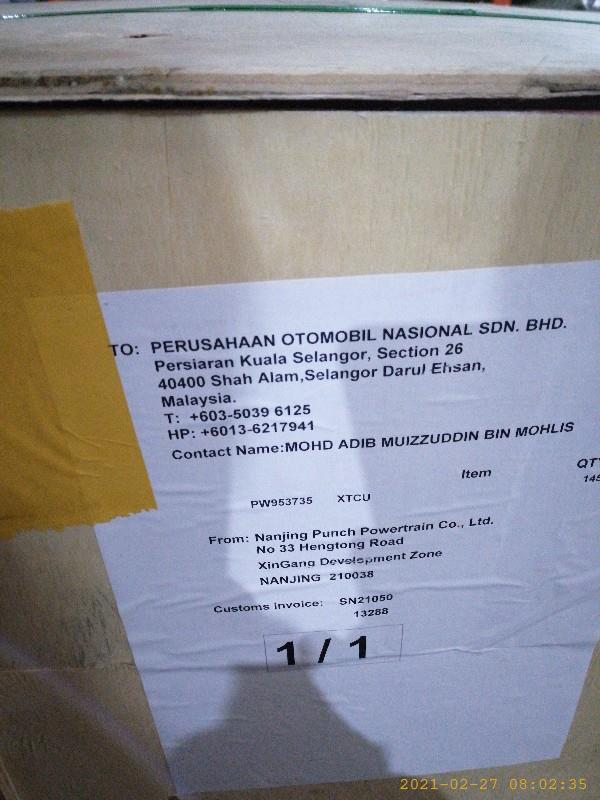 TO: PERUSAHAAN OTOMOBIL NASIONAL SDN. BHD.
Persiaran Kuala Selangor, Section 26
40400 Shah Alam,Selangor Darul Ehsan,
Malaysia.
T: +603-5039 6125
HP: +6013-6217941
Contact Name:MOHD ADIB MUIZZUDDIN BIN MOHLIS
Item
PW953735 XTCU
From: Nanjing Punch Powertrain Co., Ltd.
No 33 Hengtong Road
XinGang Development Zone
NANJING 210038
Customs invoice: SN21050
13288
1 / 1
2021-02-27 08:02:35